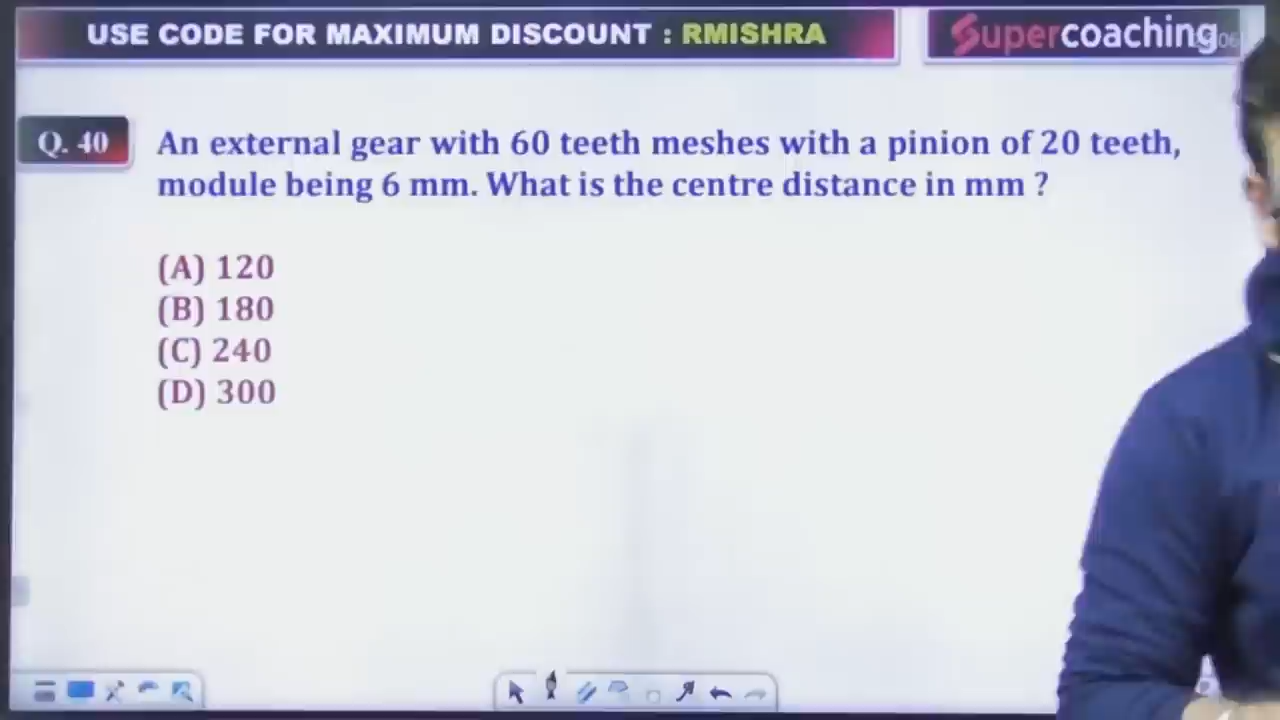 USE CODE FOR MAXIMUM DISCOUNT : RMISHRA
Supercoaching
Q. 40
An external gear with 60 teeth meshes with a pinion of 20 teeth,
module being 6 mm. What is the centre distance in mm ?
(A) 120
(B) 180
(C) 240
(D) 300